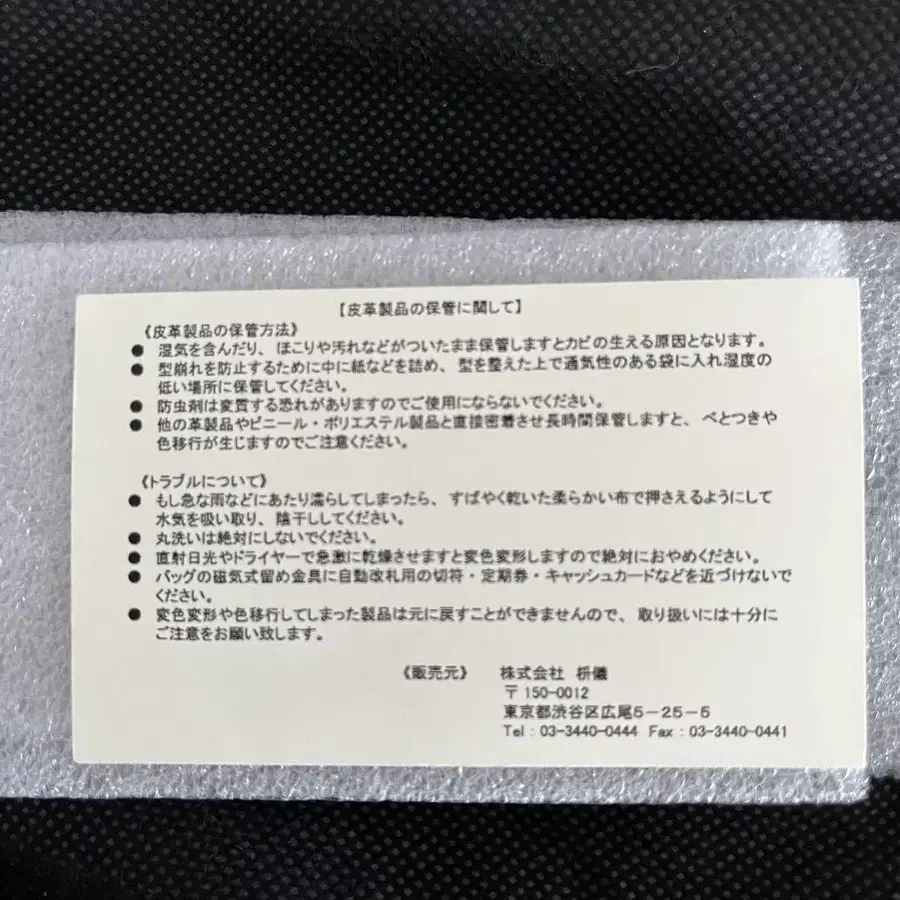 【皮革製品の保管に関して】
《皮革製品の保管方法》
● 湿気を含んだり、ほこりや汚れなどがついたまま保管しますとカビの生える原因となります。
● 型崩れを防止するために中に紙などを詰め、型を整えた上で通気性のある袋に入れ湿度の
低い場所に保管してください。
● 防虫剤は変質する恐れがありますのでご使用にならないでください。
● 他の革製品やビニール・ポリエステル製品と直接密着させ長時間保管しますと、べとつきや
色移行が生じますのでご注意ください。
《トラブルについて》
● もし急な雨などにあたり濡らしてしまったら、すばやく乾いた柔らかい布で押さえるようにして
水気を吸い取り、陰干ししてください。
● 丸洗いは絶対にしないでください。
● 直射日光やドライヤーで急激に乾燥させますと変色変形しますので絶対におやめください。
● バッグの磁気式留め金具に自動改札用の切符・定期券・キャッシュカードなどを近づけないで
ください。
● 変色変形や色移行してしまった製品は元に戻すことができませんので、取り扱いには十分に
ご注意をお願い致します。
《販売元》 株式会社 枡儀
〒150-0012
東京都渋谷区広尾5-25-5
Tel:03-3440-0444 Fax:03-3440-0441